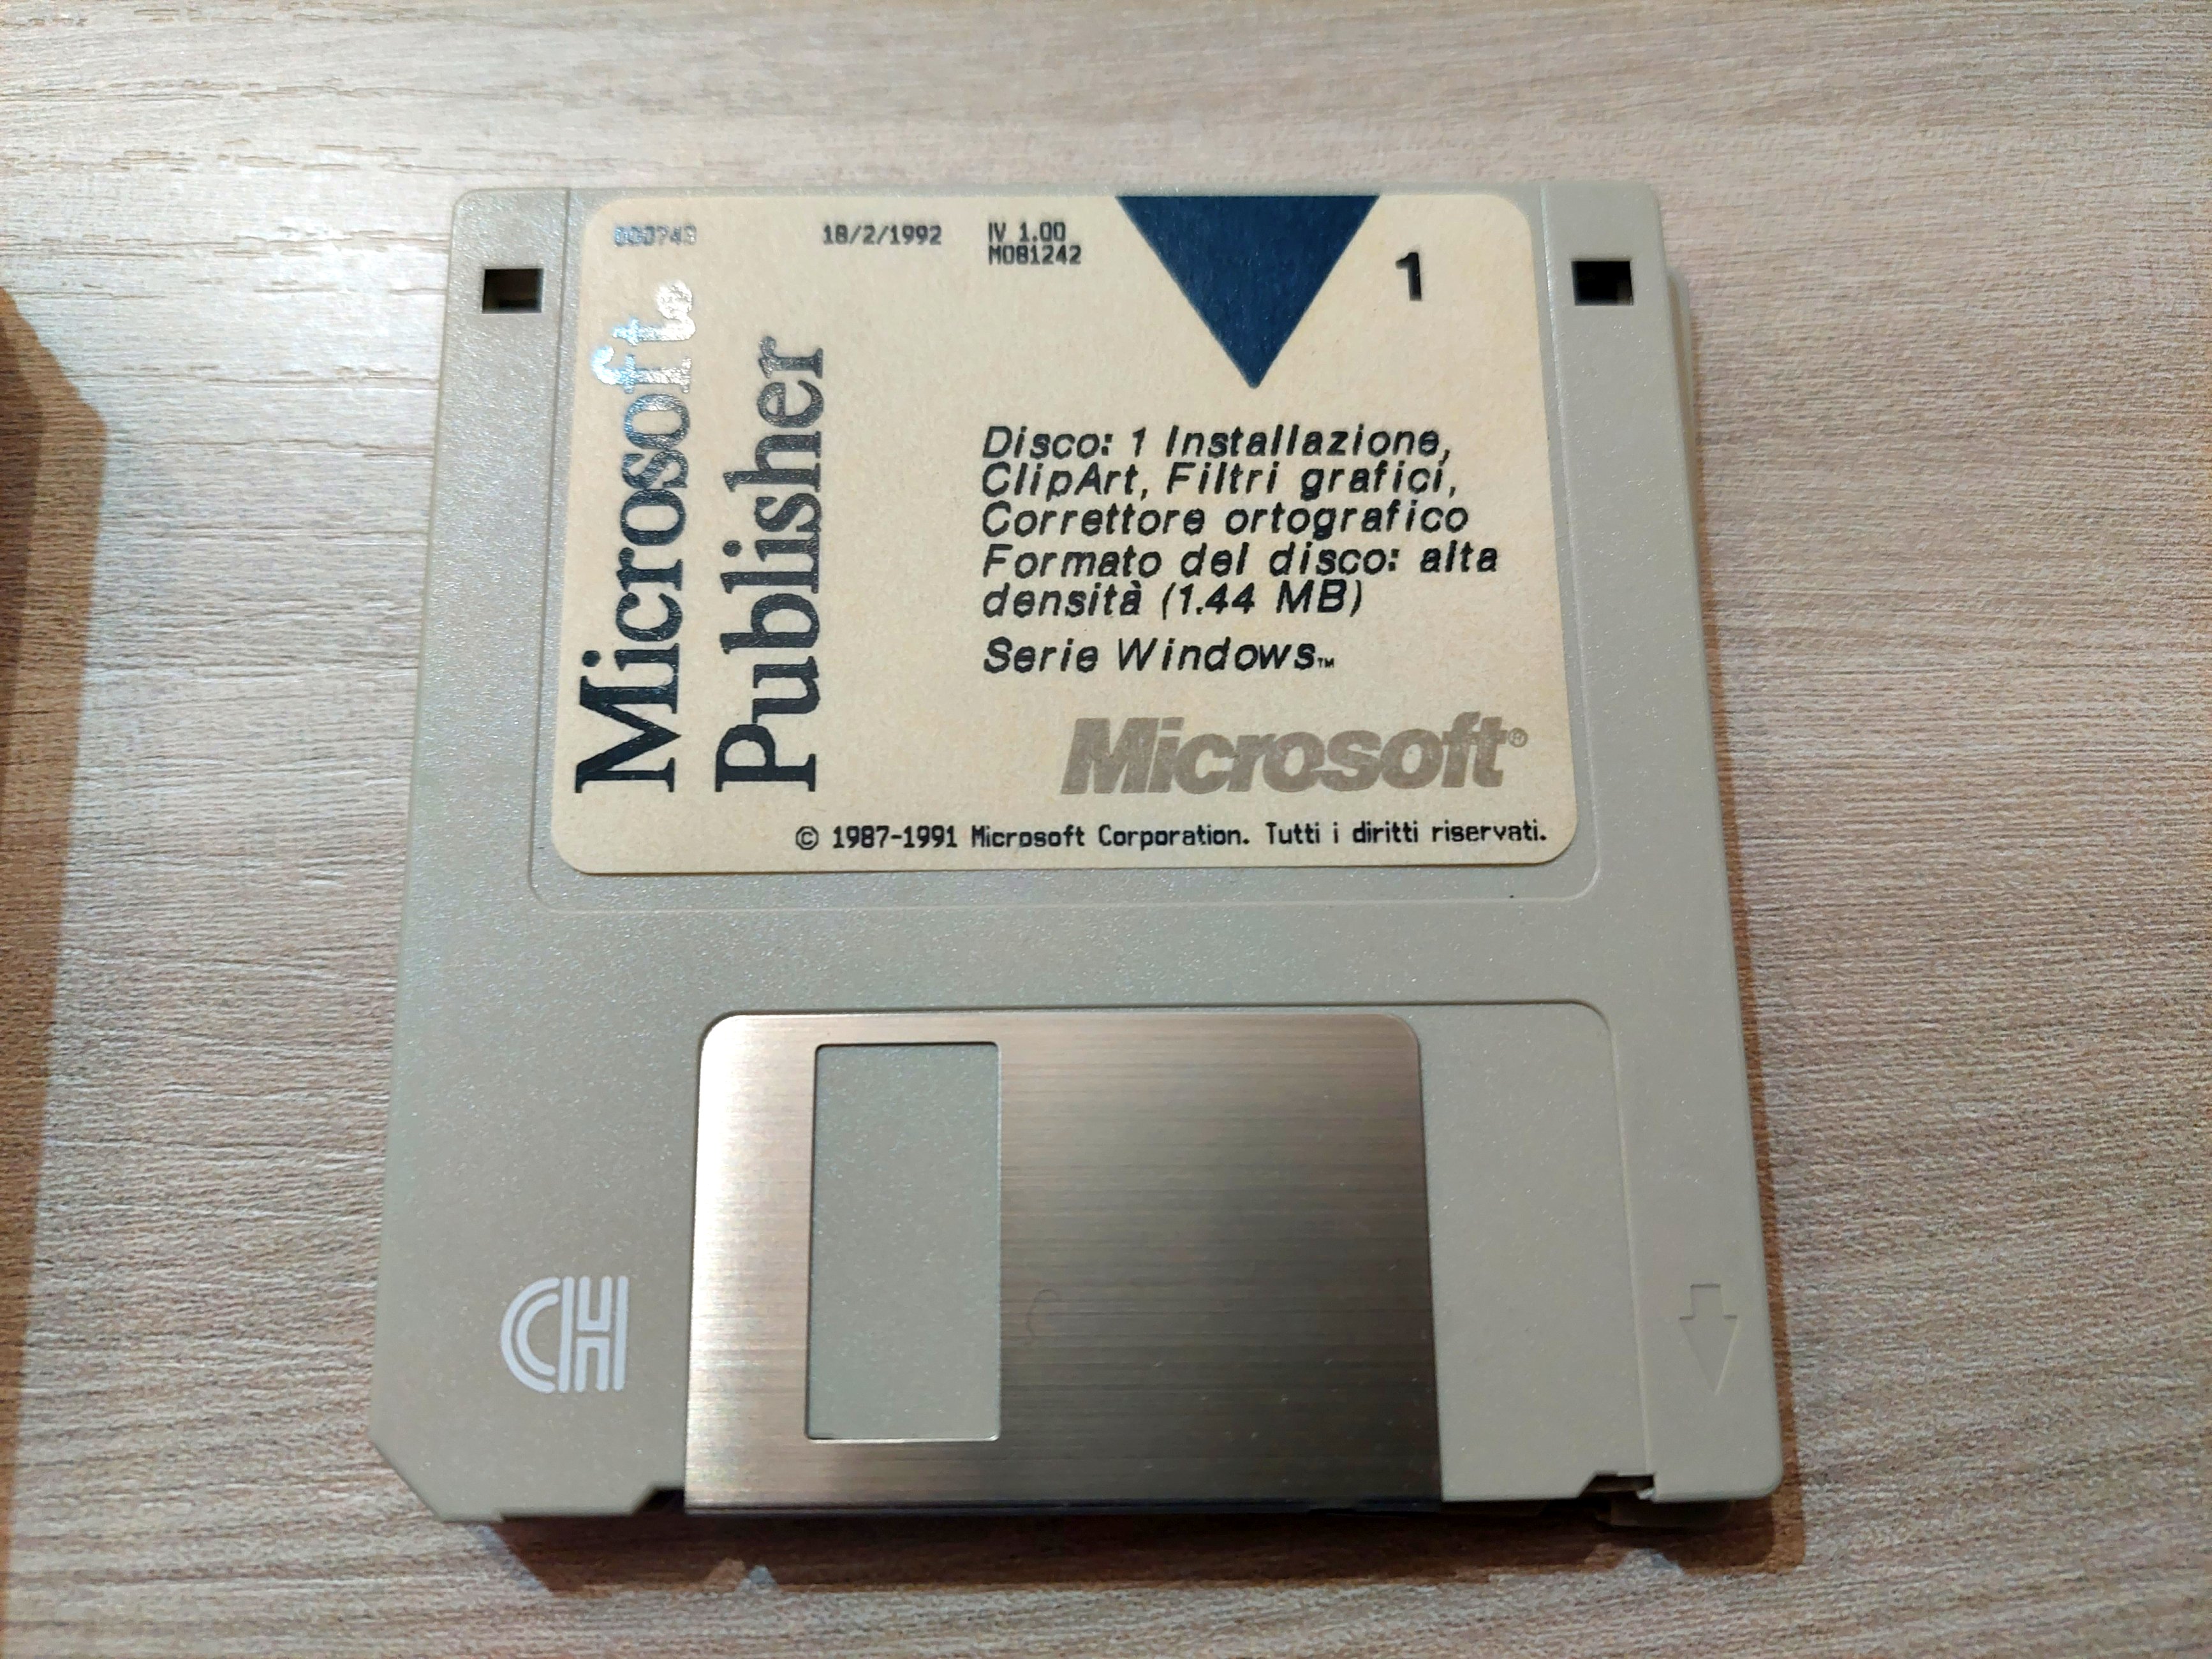 18/2/1992
IV 1.00
M081242
1
Microsoft®
Publisher
Disco: 1 Installazione,
ClipArt, Filtri grafici,
Correttore ortografico
Formato del disco: alta
densità (1.44 MB)
Serie Windows™
Microsoft®
© 1987-1991 Microsoft Corporation. Tutti i diritti riservati.
CH